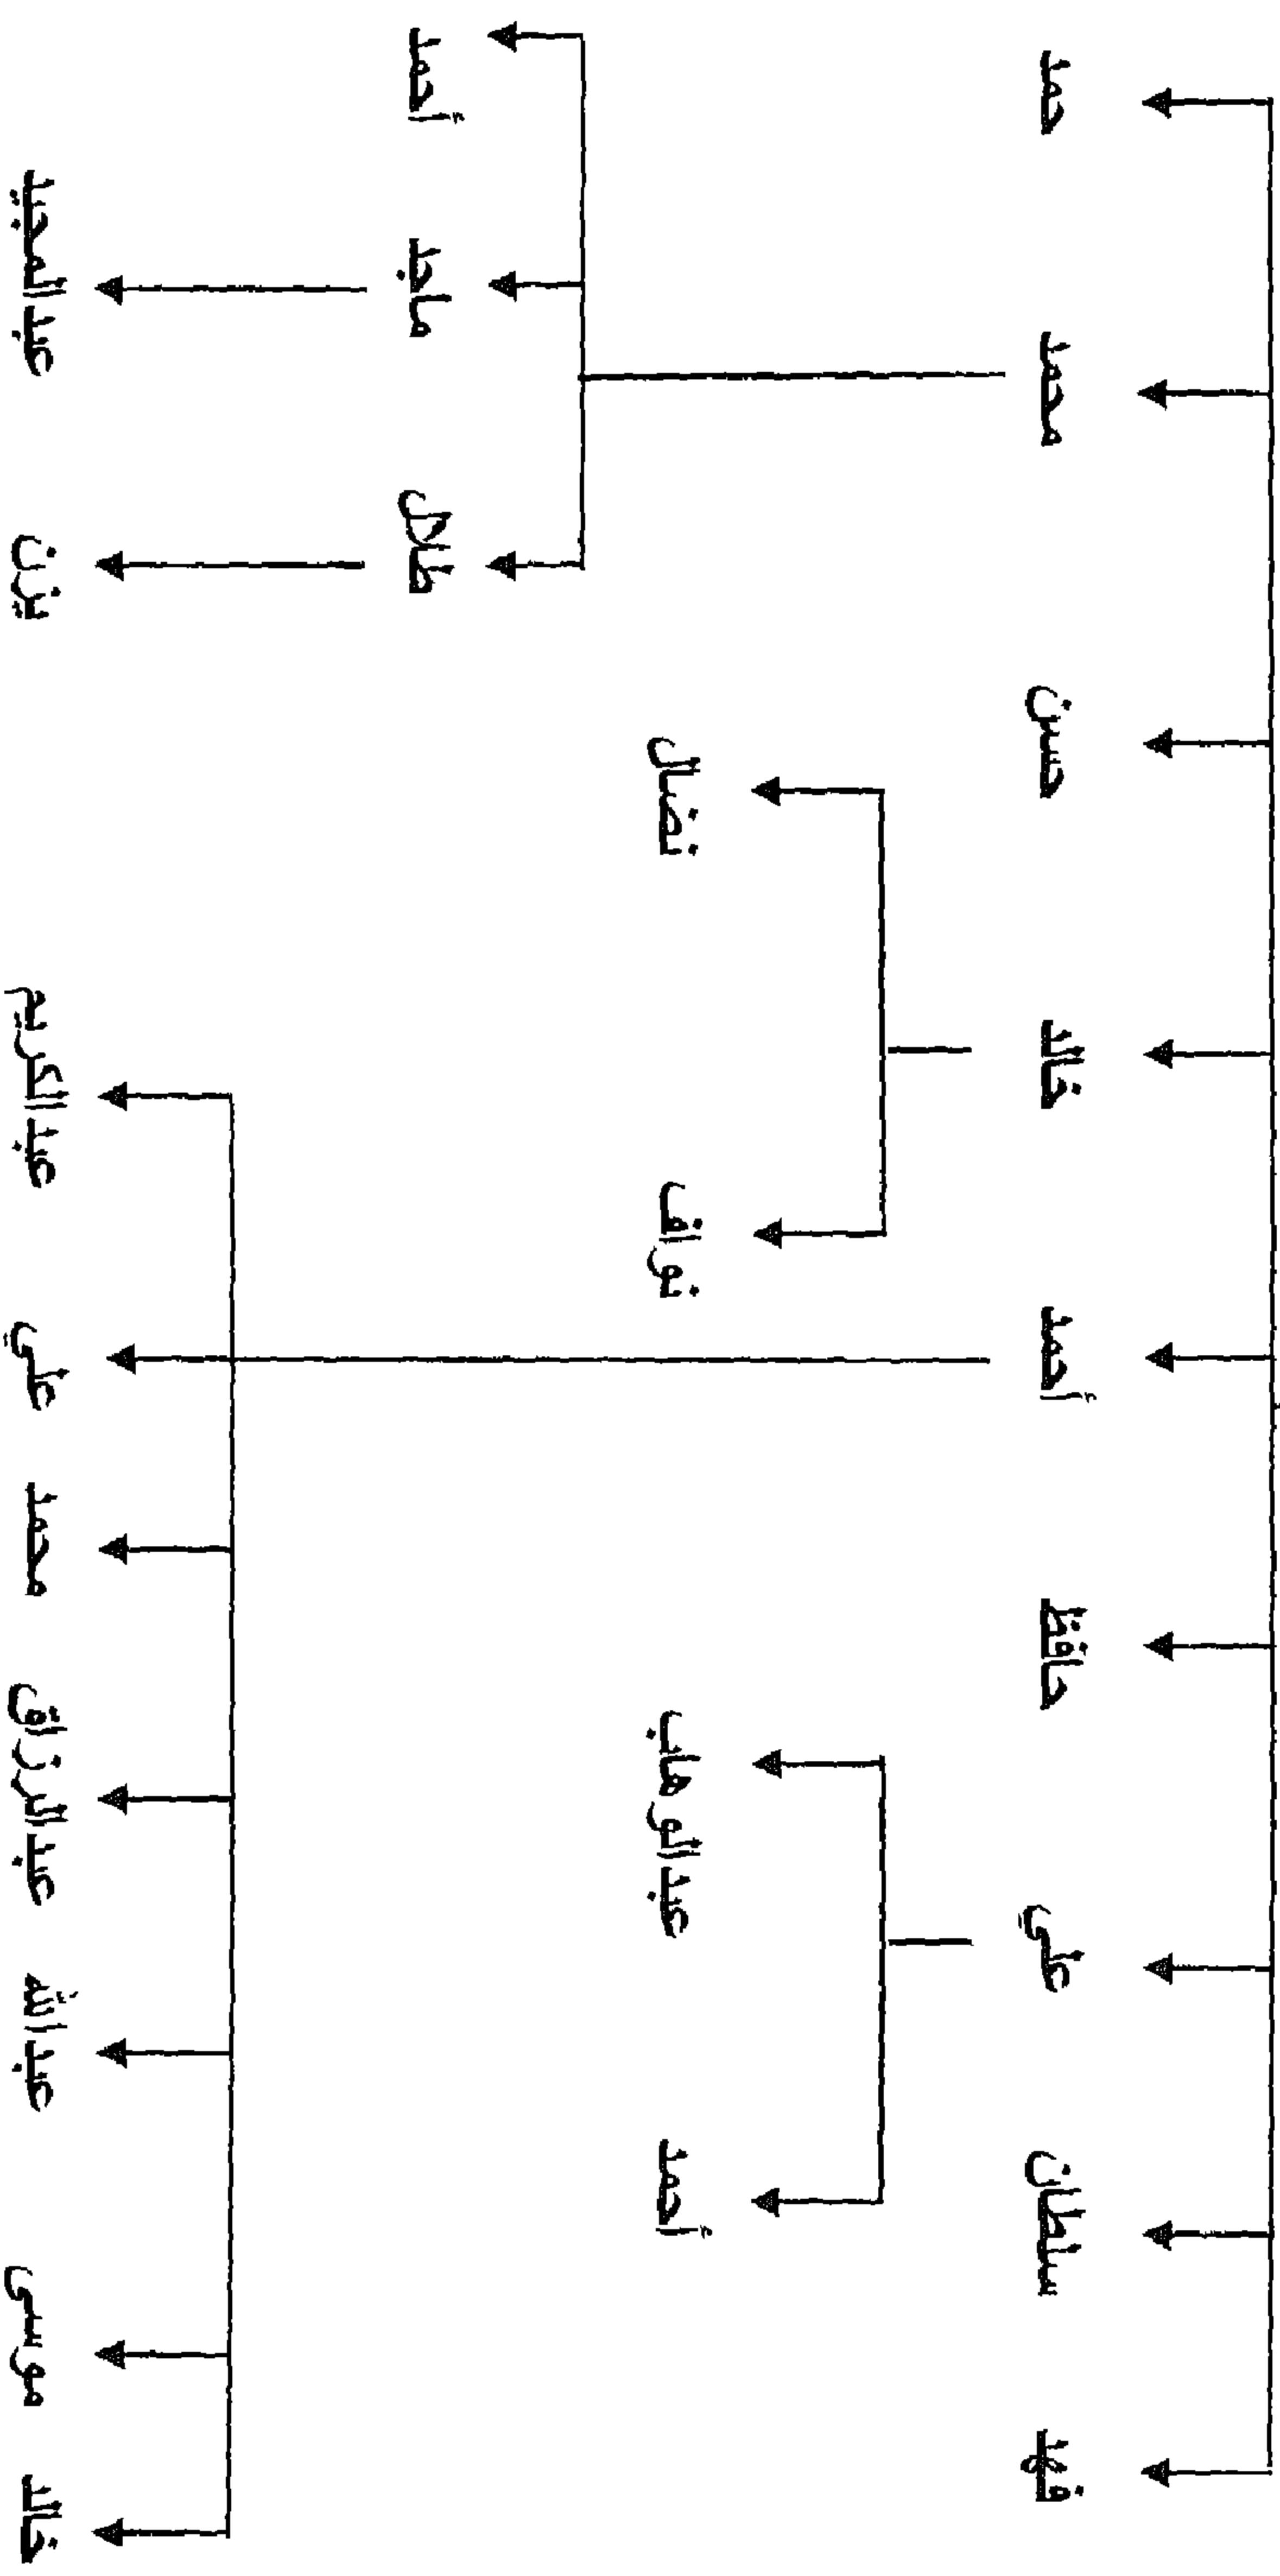 فهد سلطان علي حافظ أحمد خالد حسن محمد حمد
أحمد عبدالوهاب نواف نضال
طلال ماجد أحمد
خالد موسى عبدالله عبدالرزاق محمد علي عبدالكريم يزن عبدالمجيد